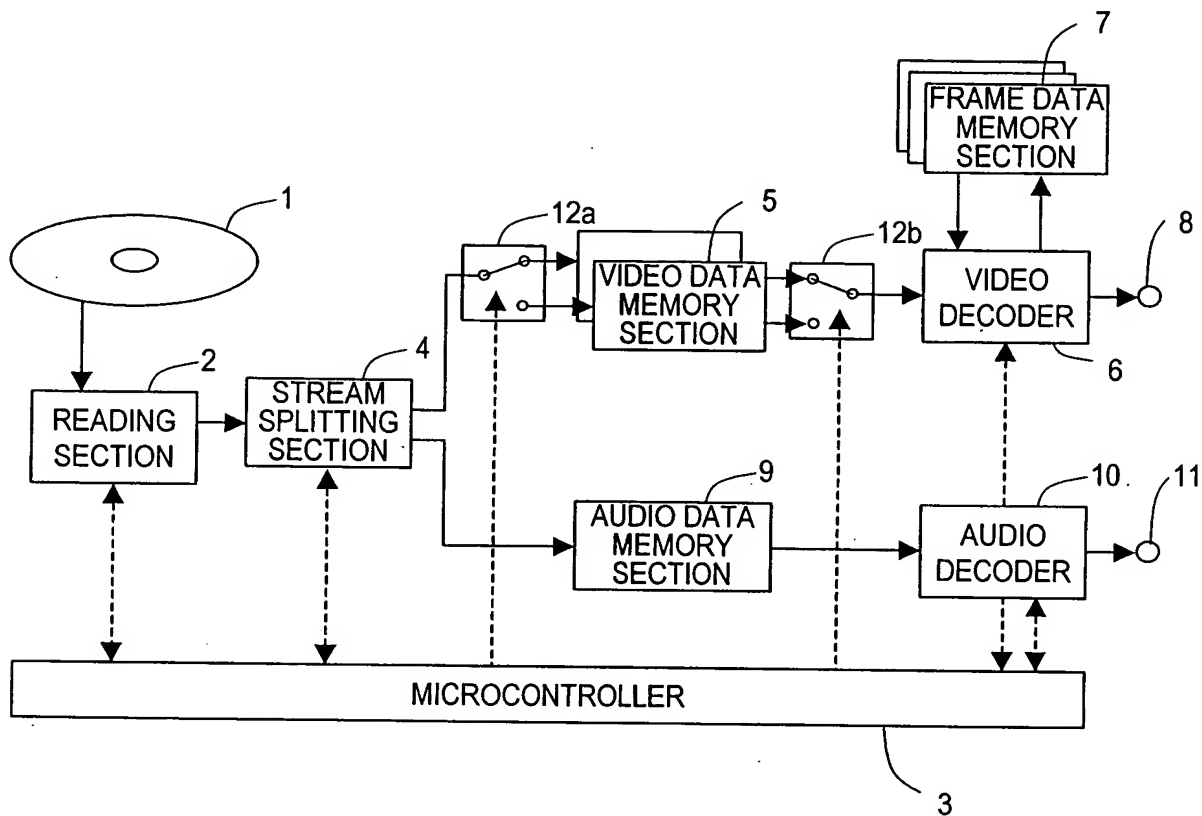 7
FRAME DATA
MEMORY
SECTION
1
12a
5
12b
8
VIDEO DATA
MEMORY
SECTION
VIDEO
DECODER
6
2
4
READING
SECTION
STREAM
SPLITTING
SECTION
9
10
11
AUDIO DATA
MEMORY
SECTION
AUDIO
DECODER
MICROCONTROLLER
3